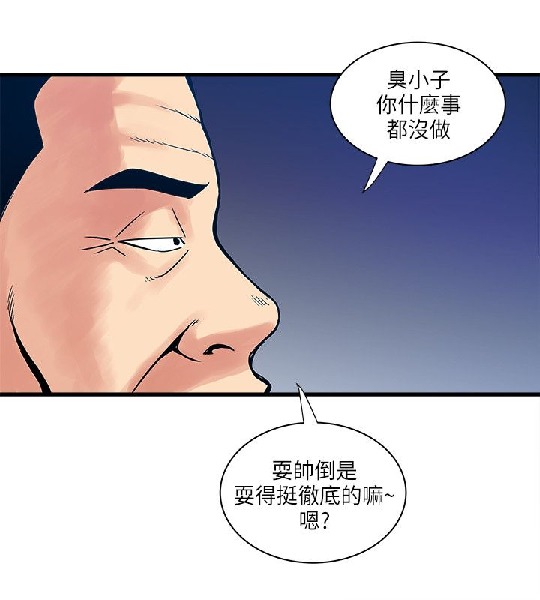 臭小子
你什麼事
都沒做
耍帥倒是
耍得挺徹底的嘛~
嗯?